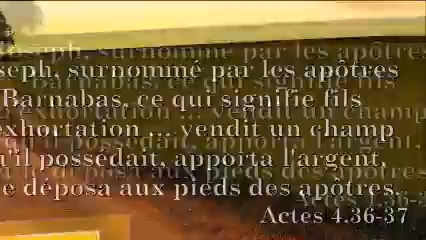 seph, surnommé par les apôtres
Barnabas, ce qui signifie fils
exhortation ... vendit un champ
u'il possédait, apporta l'argent,
e déposa aux pieds des apôtres.
Actes 4.36-37